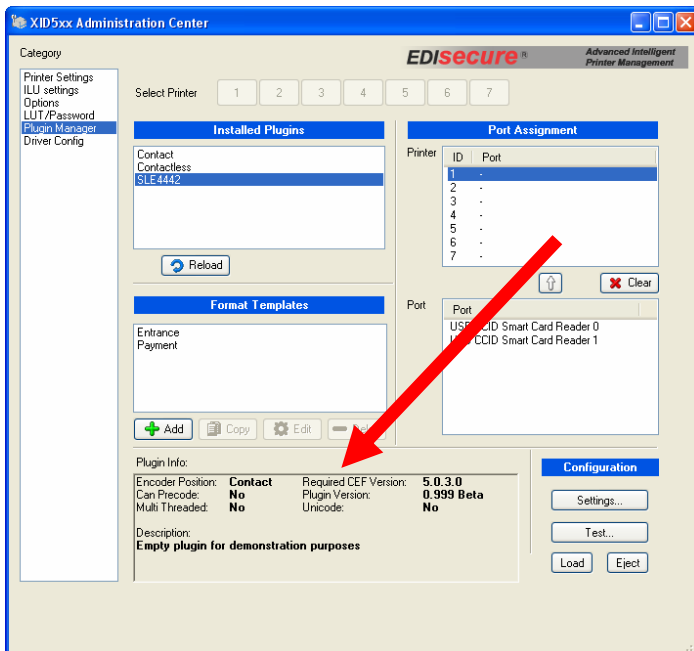 XID5xx Administration Center
Category
EDIsecure ®
Advanced Intelligent
Printer Management
Printer Settings
ILU settings
Options
LUT/Password
Plugin Manager
Driver Config
Select Printer 1 2 3 4 5 6 7
Installed Plugins
Contact
Contactless
SLE4442
Reload
Port Assignment
Printer
ID Port
1 -
2 -
3 -
4 -
5 -
6 -
7 -
Clear
Format Templates
Entrance
Payment
Add Copy Edit
Port
Port
USB CCID Smart Card Reader 0
CCID Smart Card Reader 1
Plugin Info:
Encoder Position: Contact Required CEF Version: 5.0.3.0
Can Precode: No Plugin Version: 0.999 Beta
Multi Threaded: No Unicode: No
Description:
Empty plugin for demonstration purposes
Configuration
Settings...
Test...
Load Eject